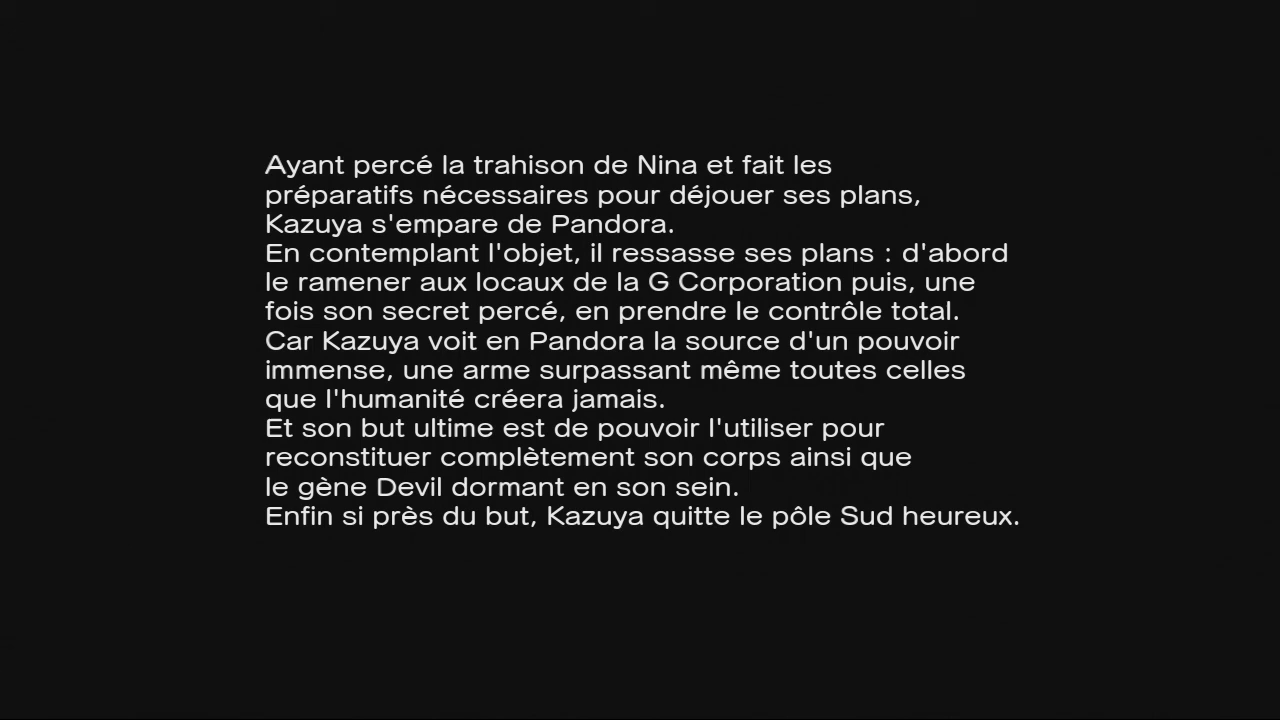 Ayant percé la trahison de Nina et fait les
préparatifs nécessaires pour déjouer ses plans,
Kazuya s'empare de Pandora.
En contemplant l'objet, il ressasse ses plans : d'abord
le ramener aux locaux de la G Corporation puis, une
fois son secret percé, en prendre le contrôle total.
Car Kazuya voit en Pandora la source d'un pouvoir
immense, une arme surpassant même toutes celles
que l'humanité créera jamais.
Et son but ultime est de pouvoir l'utiliser pour
reconstituer complètement son corps ainsi que
le gène Devil dormant en son sein.
Enfin si près du but, Kazuya quitte le pôle Sud heureux.